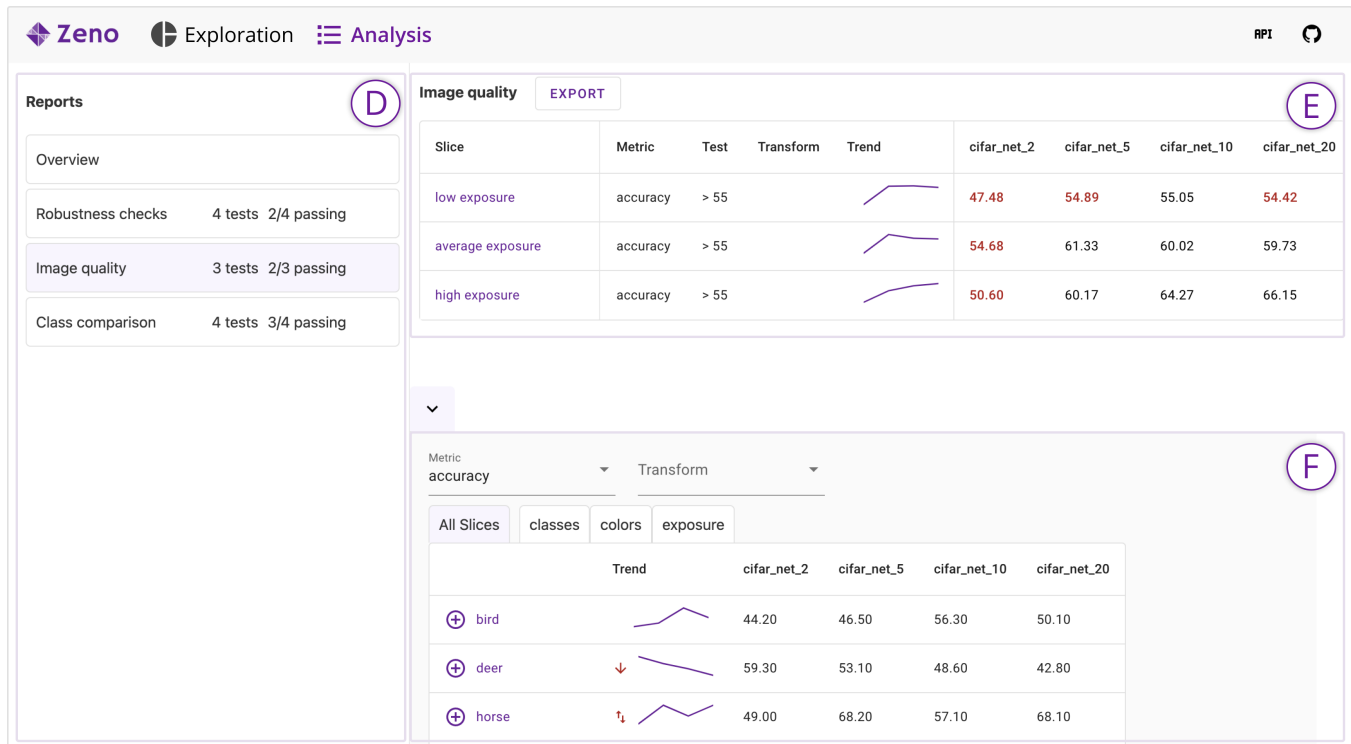 Zeno Exploration Analysis API
Reports D
Overview
Robustness checks 4 tests 2/4 passing
Image quality 3 tests 2/3 passing
Class comparison 4 tests 3/4 passing
Image quality EXPORT E
Slice Metric Test Transform Trend cifar_net_2 cifar_net_5 cifar_net_10 cifar_net_20
low exposure accuracy > 55 47.48 54.89 55.05 54.42
average exposure accuracy > 55 54.68 61.33 60.02 59.73
high exposure accuracy > 55 50.60 60.17 64.27 66.15
Metric
accuracy Transform F
All Slices classes colors exposure
Trend cifar_net_2 cifar_net_5 cifar_net_10 cifar_net_20
bird 44.20 46.50 56.30 50.10
deer 59.30 53.10 48.60 42.80
horse 49.00 68.20 57.10 68.10